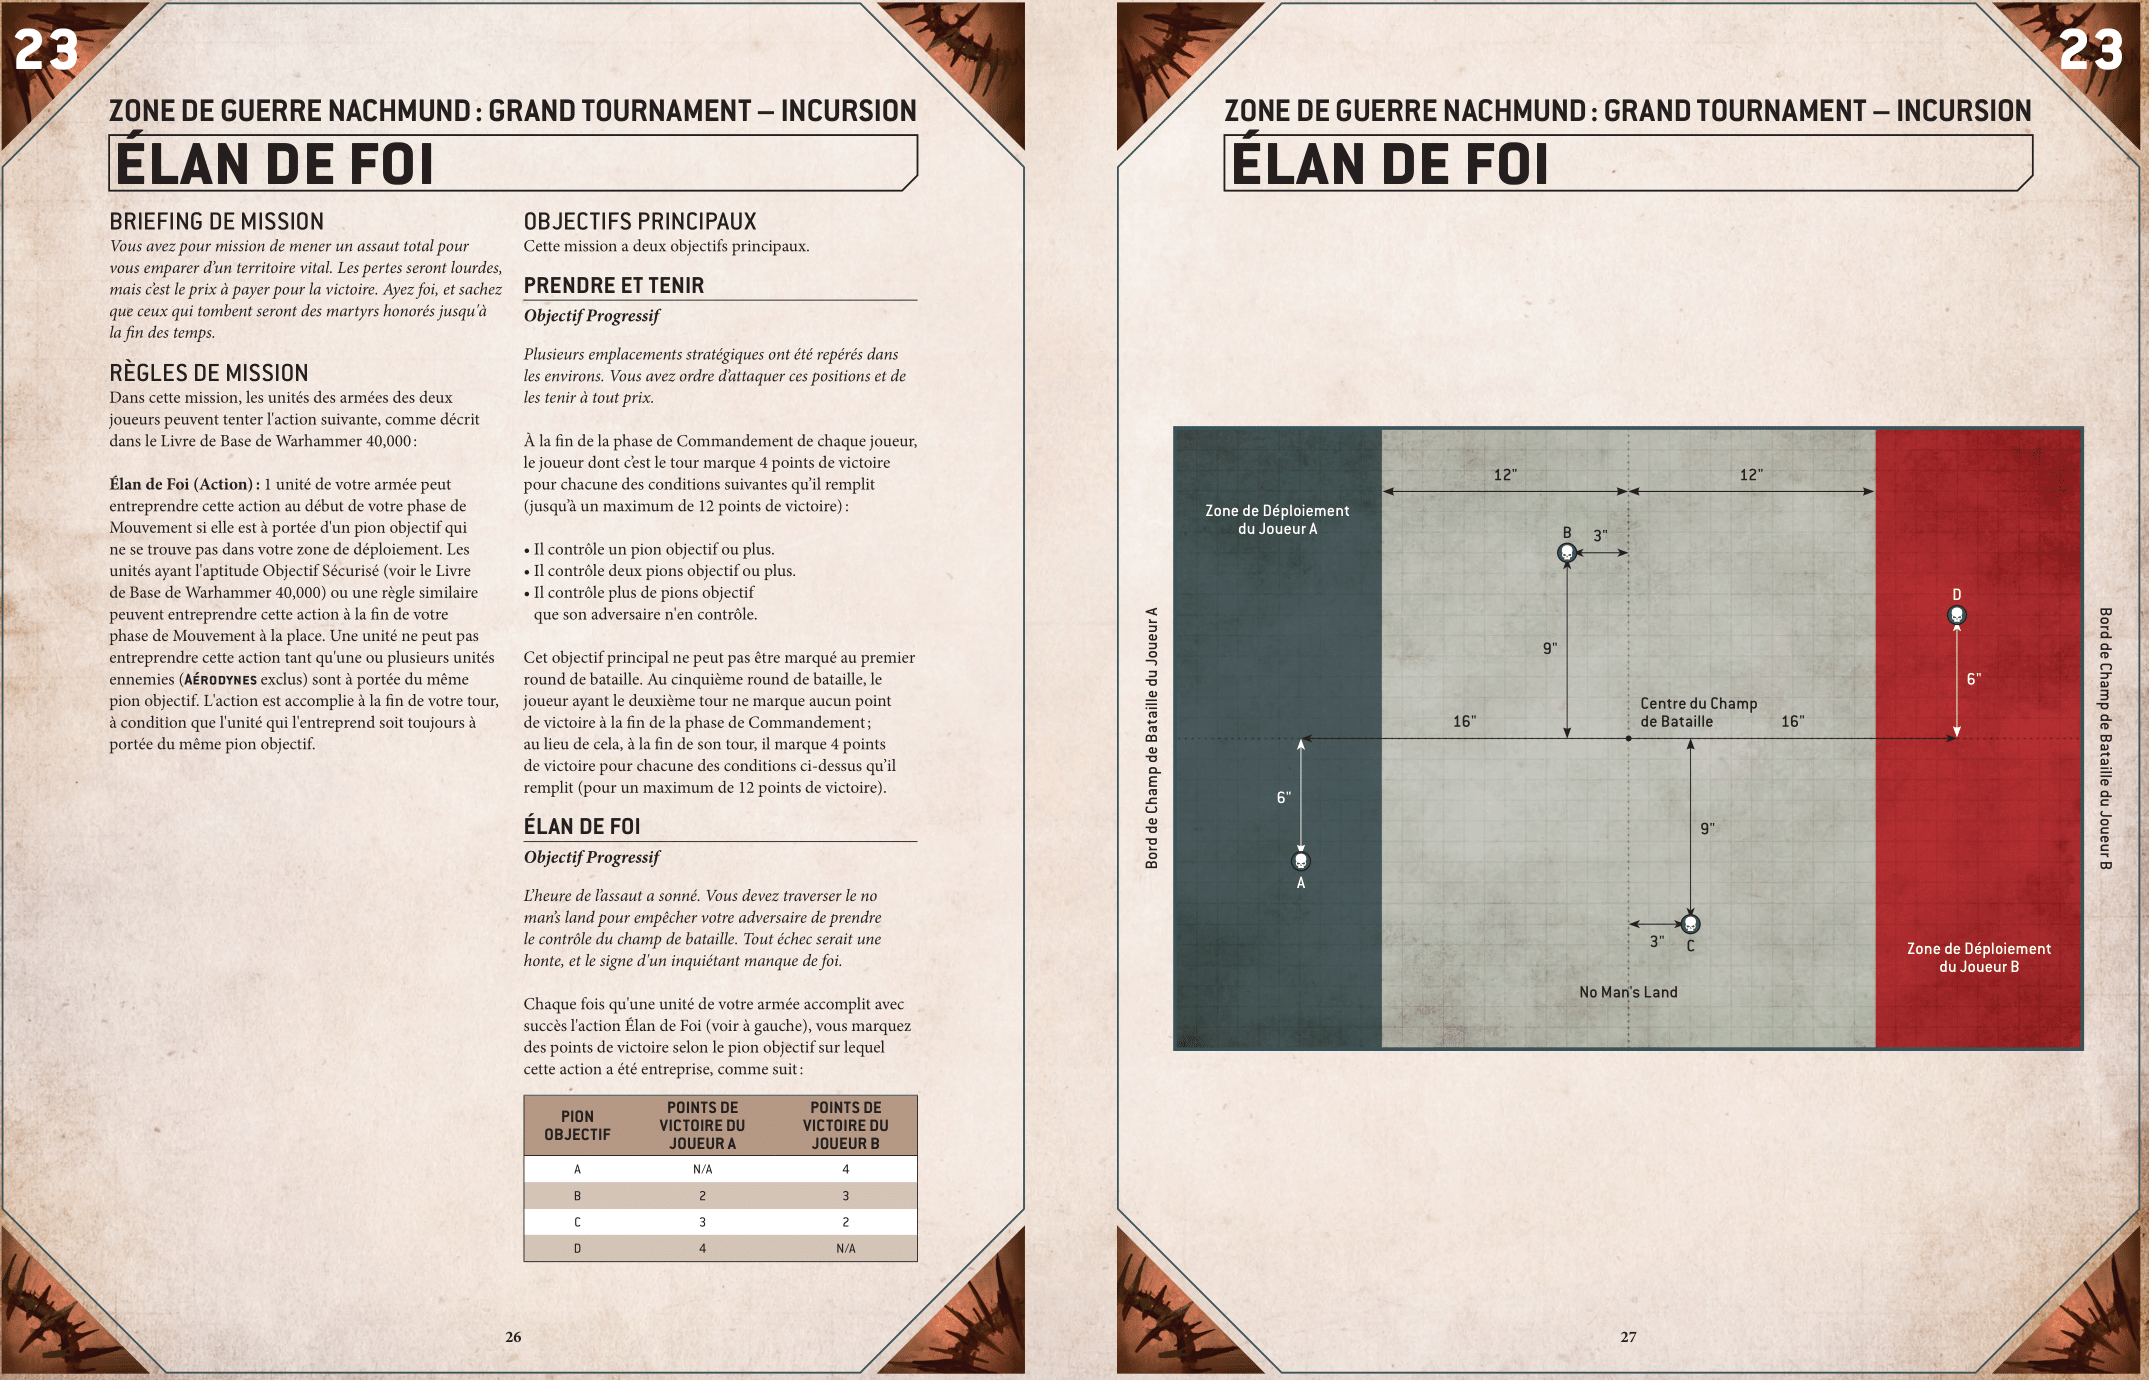 23
ZONE DE GUERRE NACHMUND : GRAND TOURNAMENT – INCURSION
ÉLAN DE FOI
BRIEFING DE MISSION
Vous avez pour mission de mener un assaut total pour
vous emparer d'un territoire vital. Les pertes seront lourdes,
mais c'est le prix à payer pour la victoire. Ayez foi, et sachez
que ceux qui tombent seront des martyrs honorés jusqu'à
la fin des temps.
RÈGLES DE MISSION
Dans cette mission, les unités des armées des deux
joueurs peuvent tenter l'action suivante, comme décrit
dans le Livre de Base de Warhammer 40,000 :
Élan de Foi (Action) : 1 unité de votre armée peut
entreprendre cette action au début de votre phase de
Mouvement si elle est à portée d'un pion objectif qui
ne se trouve pas dans votre zone de déploiement. Les
unités ayant l'aptitude Objectif Sécurisé (voir le Livre
de Base de Warhammer 40,000) ou une règle similaire
peuvent entreprendre cette action à la fin de votre
phase de Mouvement à la place. Une unité ne peut pas
entreprendre cette action tant qu'une ou plusieurs unités
ennemies (AÉRODYNES exclus) sont à portée du même
pion objectif. L'action est accomplie à la fin de votre tour,
à condition que l'unité qui l'entreprend soit toujours à
portée du même pion objectif.
OBJECTIFS PRINCIPAUX
Cette mission a deux objectifs principaux.
PRENDRE ET TENIR
Objectif Progressif
Plusieurs emplacements stratégiques ont été repérés dans
les environs. Vous avez ordre d'attaquer ces positions et de
les tenir à tout prix.
À la fin de la phase de Commandement de chaque joueur,
le joueur dont c'est le tour marque 4 points de victoire
pour chacune des conditions suivantes qu'il remplit
(jusqu'à un maximum de 12 points de victoire) :
• Il contrôle un pion objectif ou plus.
• Il contrôle deux pions objectif ou plus.
• Il contrôle plus de pions objectif
que son adversaire n'en contrôle.
Cet objectif principal ne peut pas être marqué au premier
round de bataille. Au cinquième round de bataille, le
joueur ayant le deuxième tour ne marque aucun point
de victoire à la fin de la phase de Commandement ;
au lieu de cela, à la fin de son tour, il marque 4 points
de victoire pour chacune des conditions ci-dessus qu'il
remplit (pour un maximum de 12 points de victoire).
ÉLAN DE FOI
Objectif Progressif
L'heure de l'assaut a sonné. Vous devez traverser le no
man's land pour empêcher votre adversaire de prendre
le contrôle du champ de bataille. Tout échec serait une
honte, et le signe d'un inquiétant manque de foi.
Chaque fois qu'une unité de votre armée accomplit avec
succès l'action Élan de Foi (voir à gauche), vous marquez
des points de victoire selon le pion objectif sur lequel
cette action a été entreprise, comme suit :
PION OBJECTIF POINTS DE VICTOIRE DU JOUEUR A POINTS DE VICTOIRE DU JOUEUR B
A N/A 4
B 2 3
C 3 2
D 4 N/A
26
23
ZONE DE GUERRE NACHMUND : GRAND TOURNAMENT – INCURSION
ÉLAN DE FOI
12" 12"
Zone de Déploiement
du Joueur A
B 3"
D
9"
6"
Centre du Champ
de Bataille
16" 16"
6"
9"
A
3" C
Zone de Déploiement
du Joueur B
No Man's Land
Bord de Champ de Bataille du Joueur A
Bord de Champ de Bataille du Joueur B
27